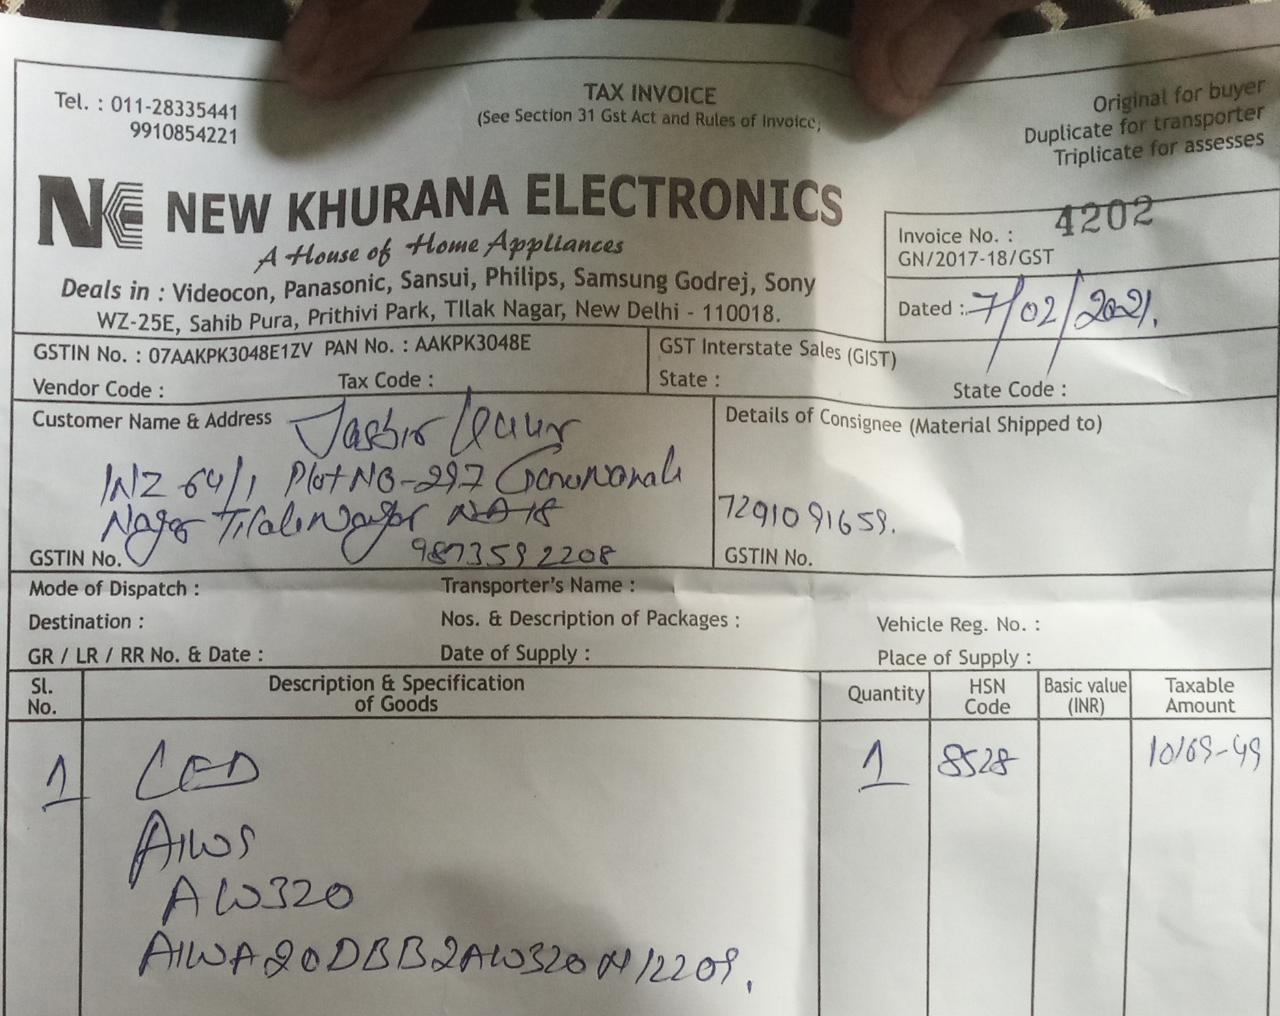 Tel. : 011-28335441
9910854221
TAX INVOICE
(See Section 31 Gst Act and Rules of Invoice)
Original for buyer
Duplicate for transporter
Triplicate for assesses
NEW KHURANA ELECTRONICS
A House of Home Appliances
Deals in : Videocon, Panasonic, Sansui, Philips, Samsung Godrej, Sony
WZ-25E, Sahib Pura, Prithivi Park, TIlak Nagar, New Delhi - 110018.
Invoice No. : 4202
GN/2017-18/GST
Dated : 7/02/2021.
GSTIN No. : 07AAKPK3048E1ZV PAN No. : AAKPK3048E
Vendor Code : Tax Code :
GST Interstate Sales (GIST)
State : State Code :
Customer Name & Address Jasbir Kaur
WZ 64/1 Plot No-297
Nagar Tilak Nagar ND 18
GSTIN No. 9873592208
Details of Consignee (Material Shipped to)
7291091659.
GSTIN No.
Mode of Dispatch : Transporter's Name :
Destination : Nos. & Description of Packages : Vehicle Reg. No. :
GR / LR / RR No. & Date : Date of Supply : Place of Supply :
Sl. No. Description & Specification of Goods Quantity HSN Code Basic value (INR) Taxable Amount
1 LED 1 8528 10169-49
AW320